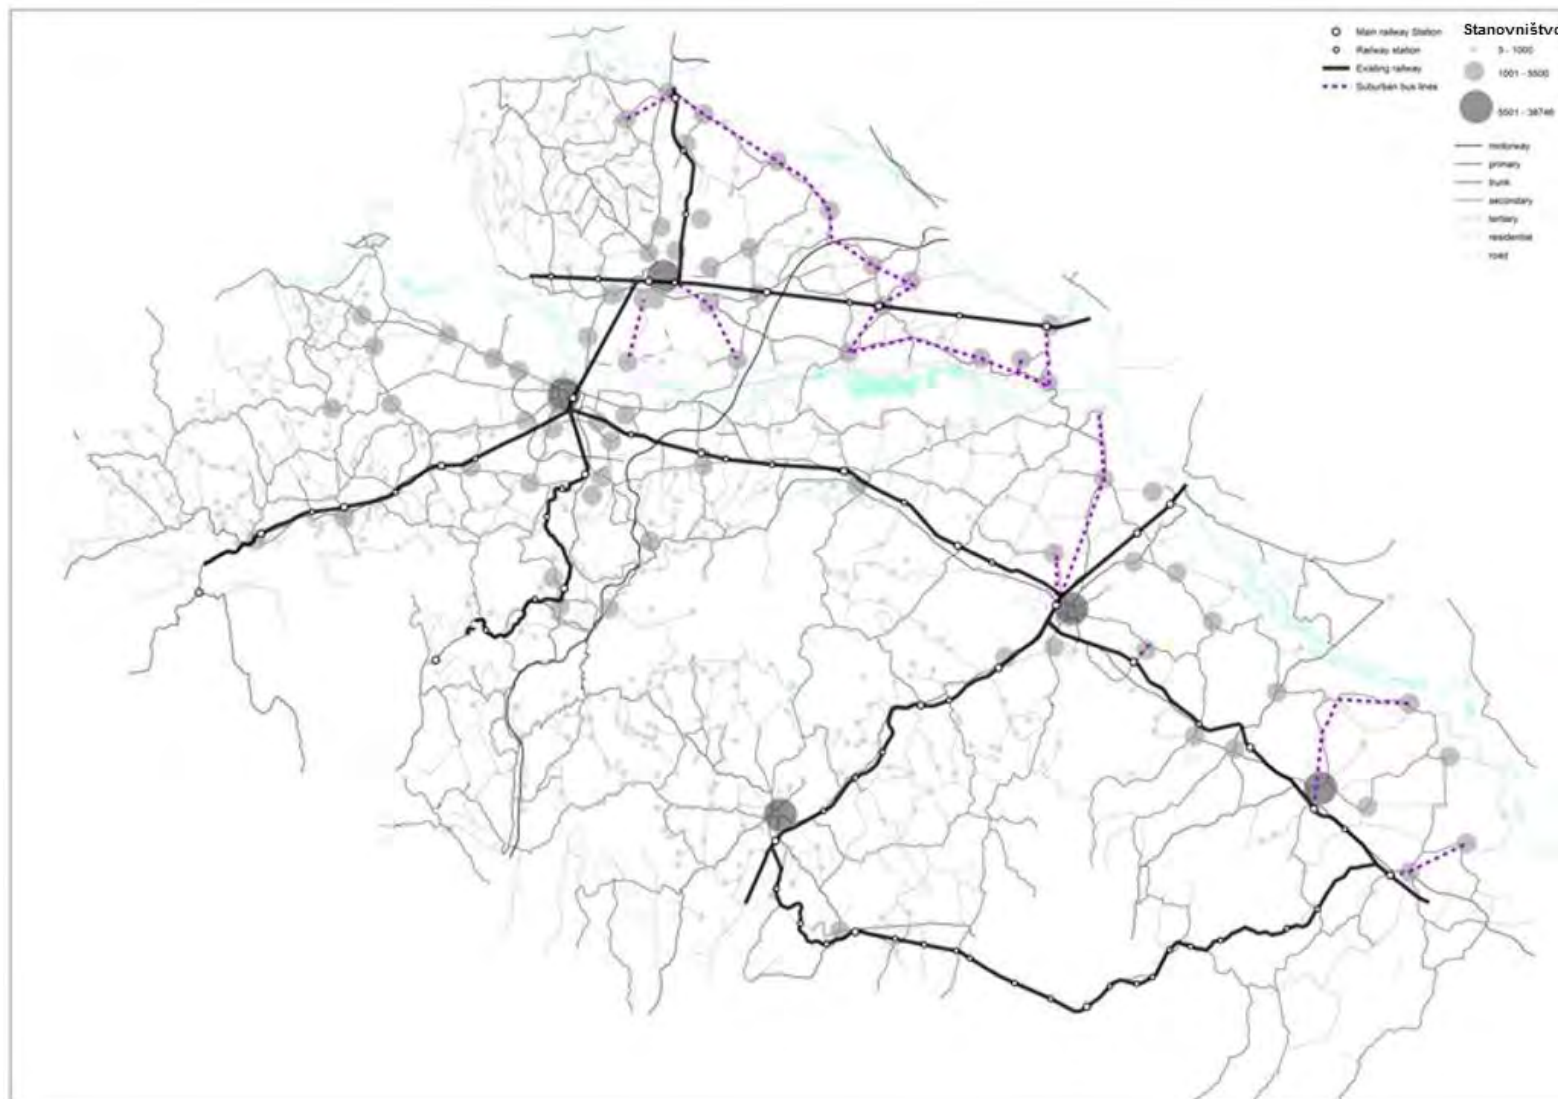 Main railway Station
Railway station
Existing railway
Suburban bus lines
Stanovništvo
5 - 1000
1001 - 5500
5501 - 38746
motorway
primary
trunk
secondary
tertiary
residential
road